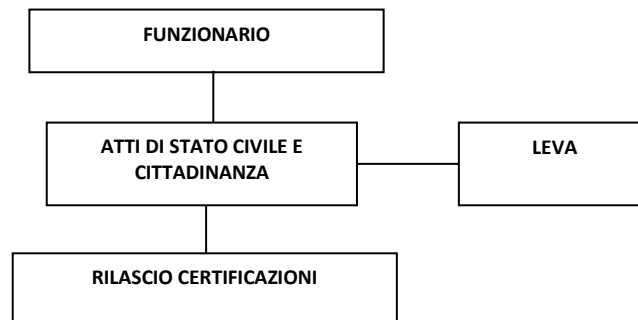 FUNZIONARIO
ATTI DI STATO CIVILE E
CITTADINANZA
LEVA
RILASCIO CERTIFICAZIONI